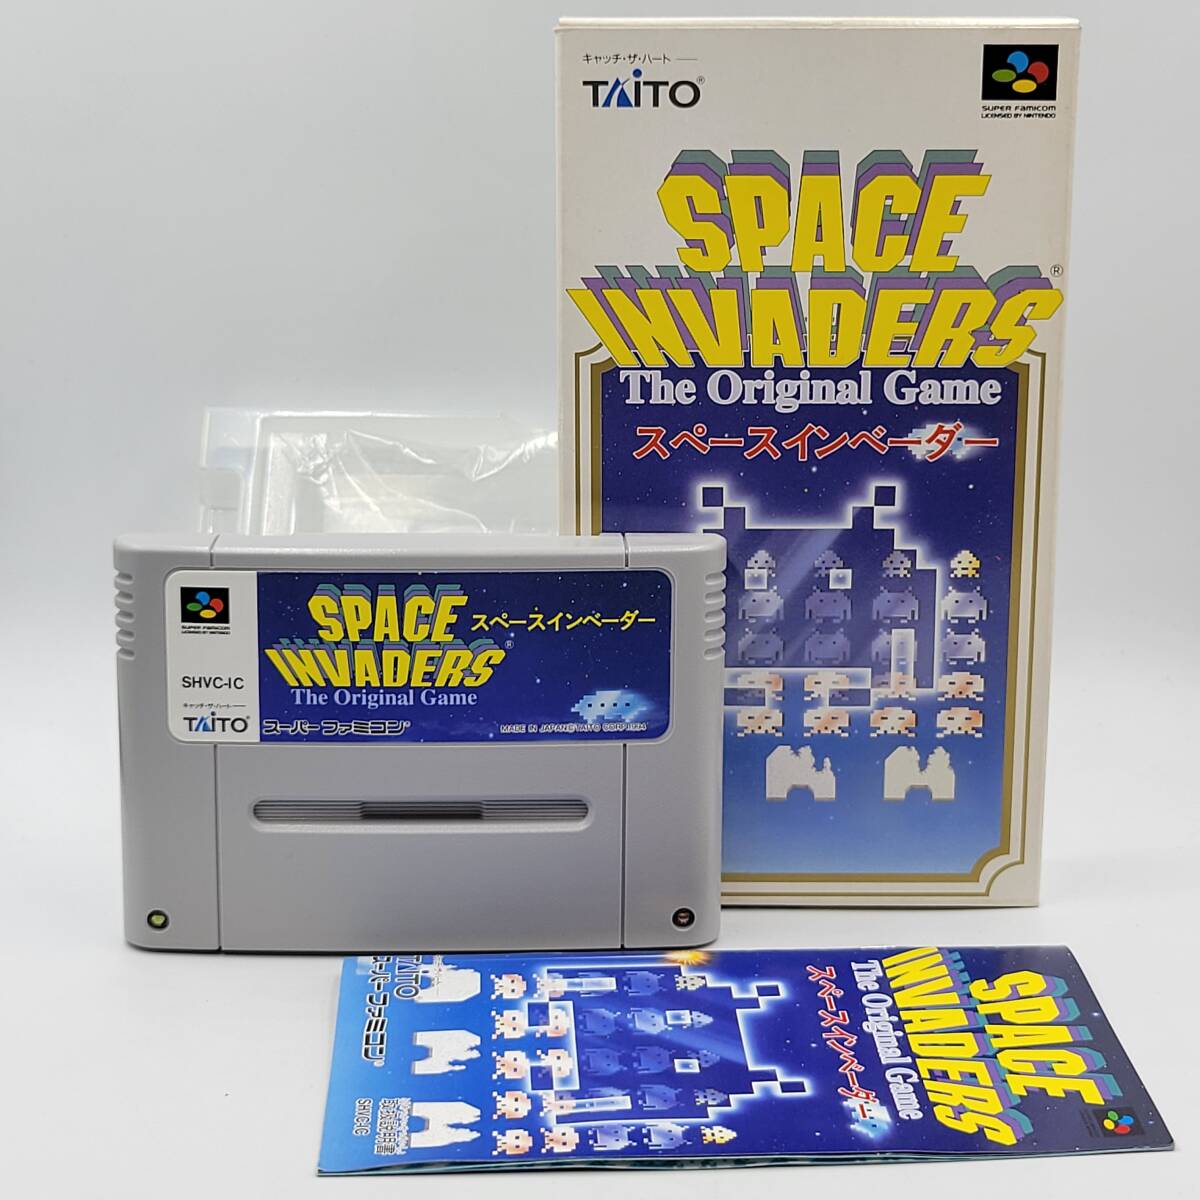 キャッチ・ザ・ハート
TAITO®
SUPER FAMICOM
LICENSED BY NINTENDO
SPACE
INVADERS®
The Original Game
スペースインベーダー
SUPER FAMICOM
LICENSED BY NINTENDO
SHVC-IC
キャッチ・ザ・ハート
TAITO
SPACE
INVADERS®
The Original Game
スペースインベーダー
スーパーファミコン®
MADE IN JAPAN©TAITO CORP.1994
SPACE
INVADERS
The Original Game
スペースインベーダー
TAITO
スーパーファミコン®
取扱説明書
SHVC-IC